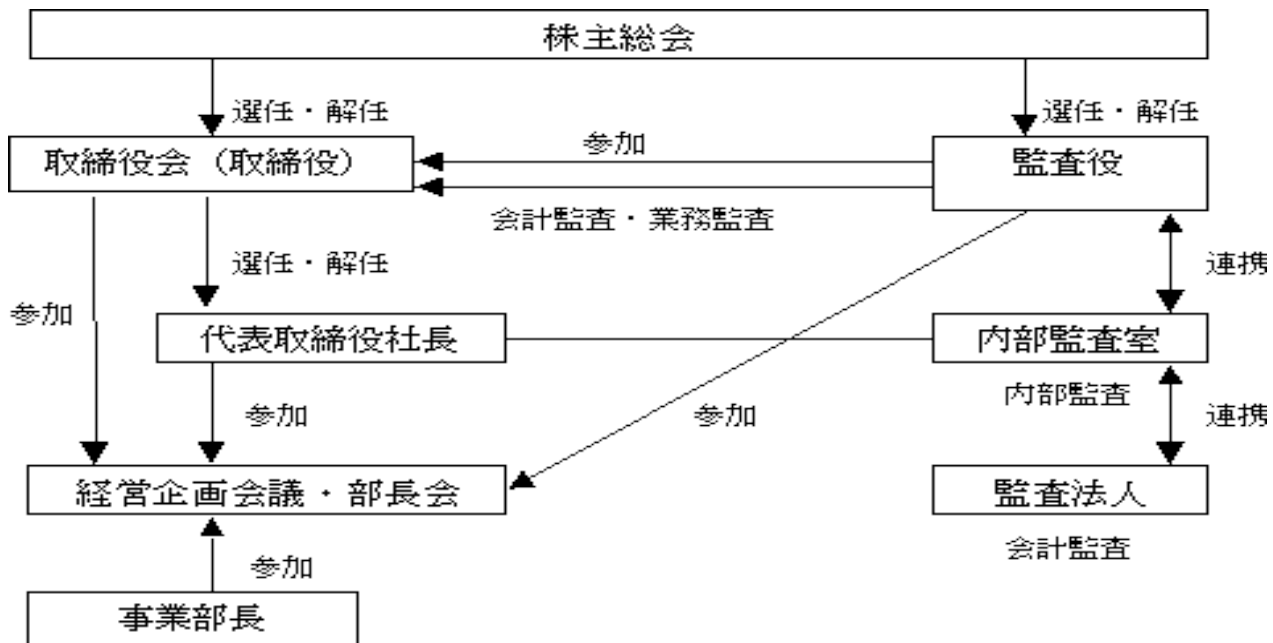 株主総会
選任・解任
選任・解任
取締役会（取締役）
参加
監査役
会計監査・業務監査
選任・解任
連携
参加
代表取締役社長
内部監査室
内部監査
参加
参加
連携
経営企画会議・部長会
監査法人
会計監査
参加
事業部長